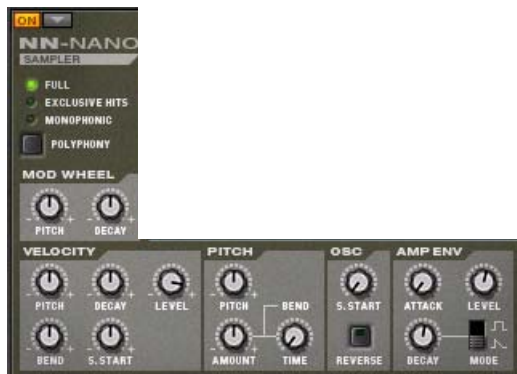 ON
NN-NANO
SAMPLER
FULL
EXCLUSIVE HITS
MONOPHONIC
POLYPHONY
MOD WHEEL
PITCH DECAY
VELOCITY PITCH OSC AMP ENV
PITCH DECAY LEVEL PITCH BEND S.START ATTACK LEVEL
BEND S.START AMOUNT TIME REVERSE DECAY MODE